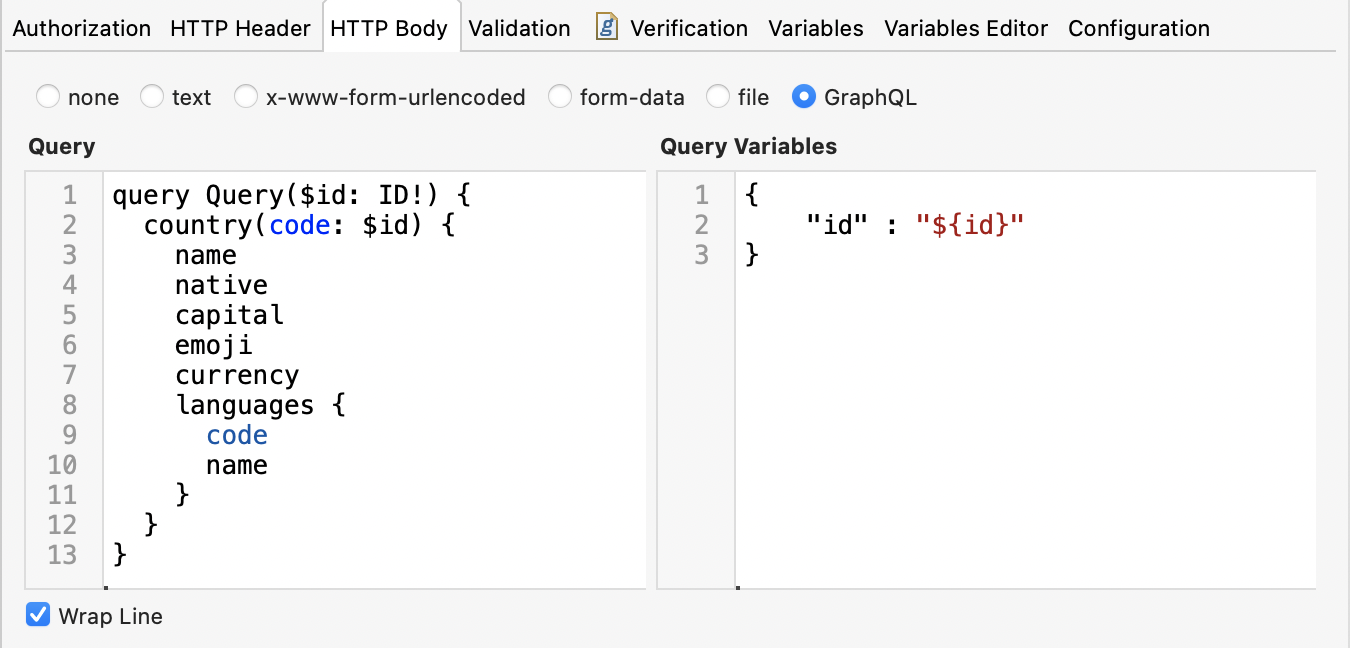 Authorization HTTP Header HTTP Body Validation g Verification Variables Variables Editor Configuration
none text x-www-form-urlencoded form-data file GraphQL
Query
1 query Query($id: ID!) {
2   country(code: $id) {
3     name
4     native
5     capital
6     emoji
7     currency
8     languages {
9       code
10       name
11     }
12   }
13 }
Query Variables
1 {
2     "id" : "${id}"
3 }
Wrap Line